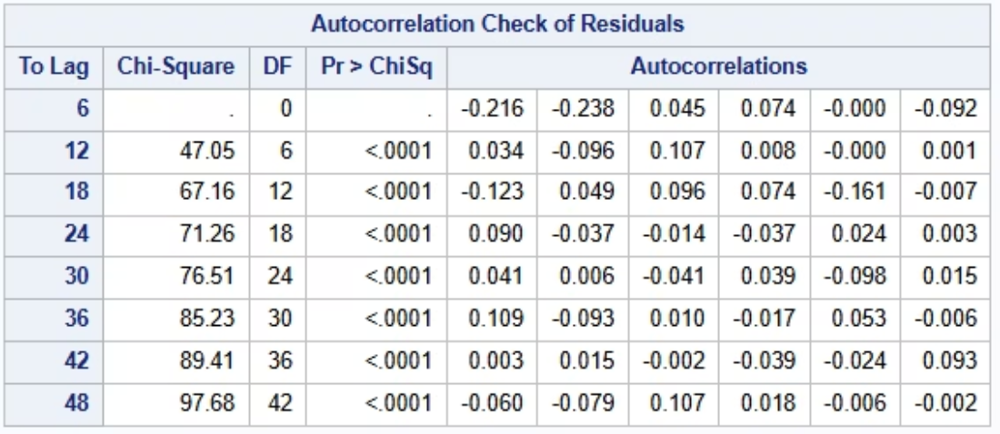 Autocorrelation Check of Residuals
To Lag Chi-Square DF Pr > ChiSq Autocorrelations
6 . 0 . -0.216 -0.238 0.045 0.074 -0.000 -0.092
12 47.05 6 <.0001 0.034 -0.096 0.107 0.008 -0.000 0.001
18 67.16 12 <.0001 -0.123 0.049 0.096 0.074 -0.161 -0.007
24 71.26 18 <.0001 0.090 -0.037 -0.014 -0.037 0.024 0.003
30 76.51 24 <.0001 0.041 0.006 -0.041 0.039 -0.098 0.015
36 85.23 30 <.0001 0.109 -0.093 0.010 -0.017 0.053 -0.006
42 89.41 36 <.0001 0.003 0.015 -0.002 -0.039 -0.024 0.093
48 97.68 42 <.0001 -0.060 -0.079 0.107 0.018 -0.006 -0.002